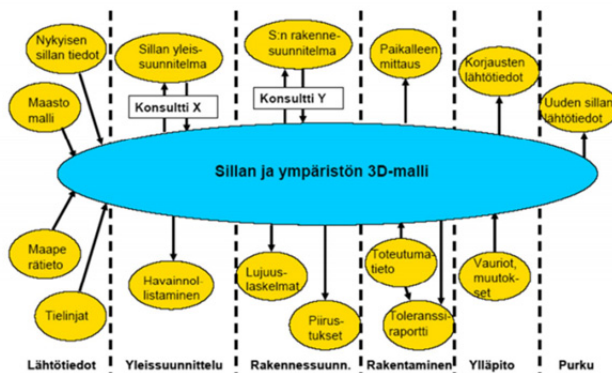 Nykyisen
sillan tiedot
Sillan yleis-
suunnitelma
S:n rakenne-
suunnitelma
Paikalleen
mittaus
Korjausten
lähtötiedot
Maasto
malli
Konsultti X
Konsultti Y
Uuden sillan
lähtötiedot
Sillan ja ympäristön 3D-malli
Maape
rätieto
Tielinjat
Havainnol-
listaminen
Lujuus-
laskelmat
Piirus-
tukset
Toteutuma-
tieto
Toleranssi-
raportti
Vauriot,
muutok-
set
Lähtötiedot
Yleissuunnittelu
Rakennessuunn.
Rakentaminen
Ylläpito
Purku